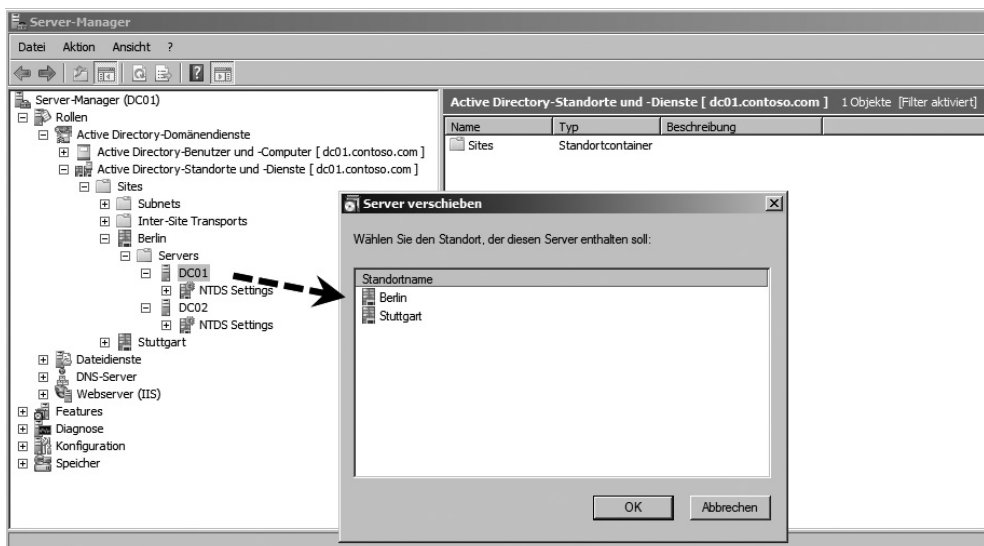 Server-Manager
Datei Aktion Ansicht ?
Server-Manager (DC01)
Rollen
Active Directory-Domänendienste
Active Directory-Benutzer und -Computer [ dc01.contoso.com ]
Active Directory-Standorte und -Dienste [ dc01.contoso.com ]
Sites
Subnets
Inter-Site Transports
Berlin
Servers
DC01
NTDS Settings
DC02
NTDS Settings
Stuttgart
Dateidienste
DNS-Server
Webserver (IIS)
Features
Diagnose
Konfiguration
Speicher
Active Directory-Standorte und -Dienste [ dc01.contoso.com ] 1 Objekte [Filter aktiviert]
Name Typ Beschreibung
Sites Standortcontainer
Server verschieben
Wählen Sie den Standort, der diesen Server enthalten soll:
Standortname
Berlin
Stuttgart
OK Abbrechen